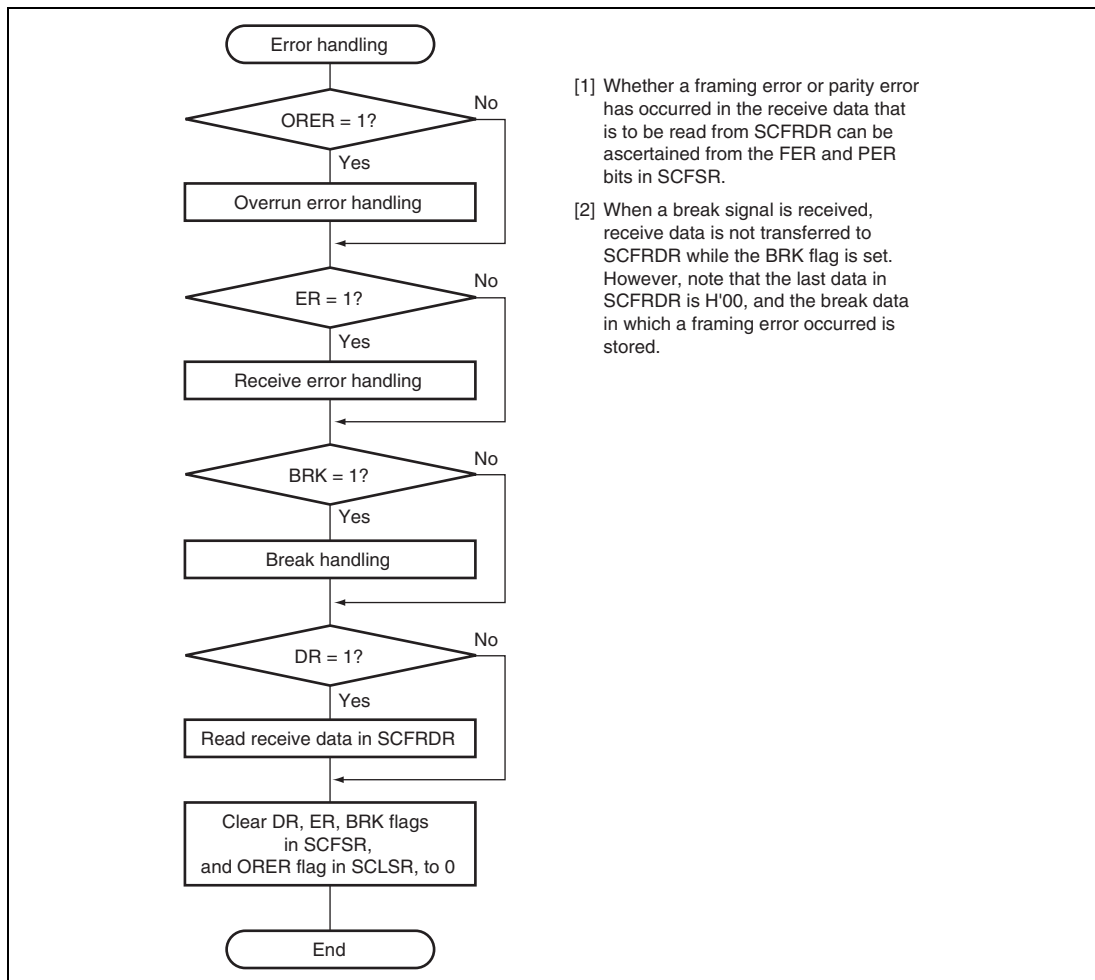 Error handling
ORER = 1?
No
Yes
Overrun error handling
ER = 1?
No
Yes
Receive error handling
BRK = 1?
No
Yes
Break handling
DR = 1?
No
Yes
Read receive data in SCFRDR
Clear DR, ER, BRK flags
in SCFSR,
and ORER flag in SCLSR, to 0
End
[1] Whether a framing error or parity error
has occurred in the receive data that
is to be read from SCFRDR can be
ascertained from the FER and PER
bits in SCFSR.
[2] When a break signal is received,
receive data is not transferred to
SCFRDR while the BRK flag is set.
However, note that the last data in
SCFRDR is H'00, and the break data
in which a framing error occurred is
stored.